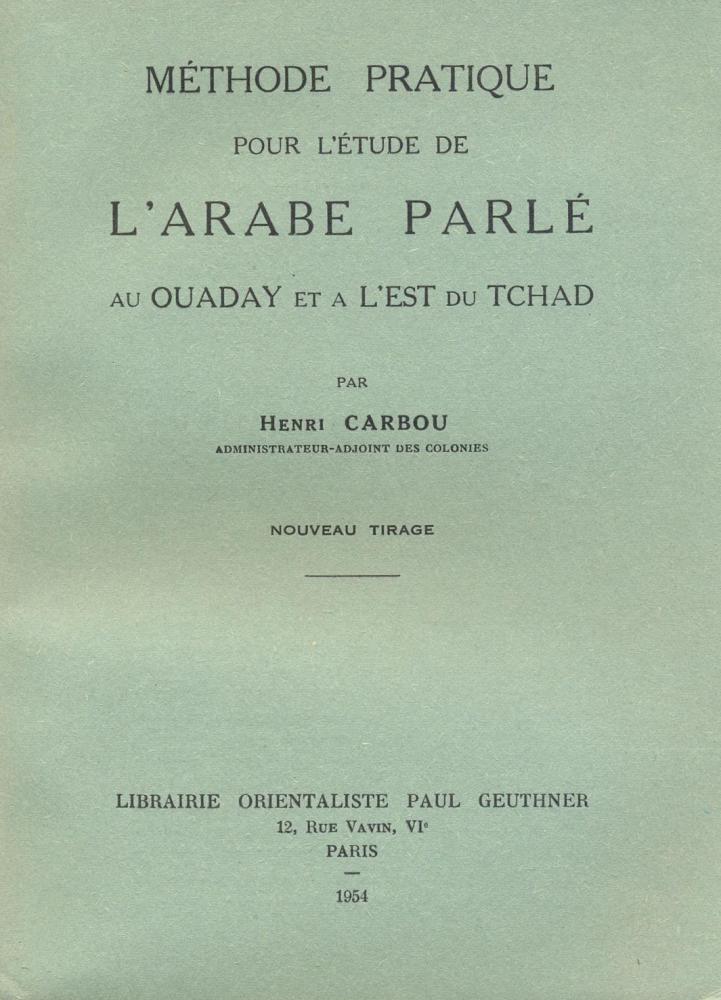 MÉTHODE PRATIQUE
POUR L'ÉTUDE DE
L'ARABE PARLÉ
AU OUADAY ET A L'EST DU TCHAD
PAR
HENRI CARBOU
ADMINISTRATEUR-ADJOINT DES COLONIES
NOUVEAU TIRAGE
LIBRAIRIE ORIENTALISTE PAUL GEUTHNER
12, RUE VAVIN, VIe
PARIS
1954